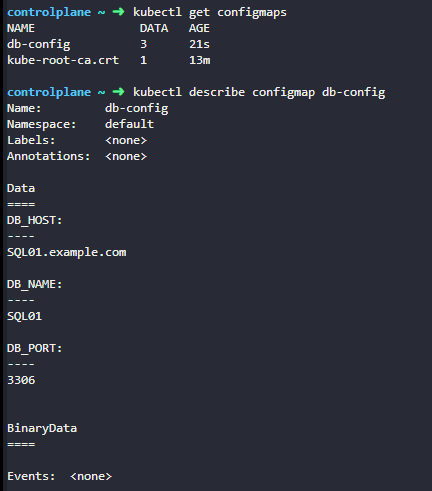 controlplane ~ ➜ kubectl get configmaps
NAME               DATA   AGE
db-config          3      21s
kube-root-ca.crt   1      13m
controlplane ~ ➜ kubectl describe configmap db-config
Name:         db-config
Namespace:    default
Labels:       <none>
Annotations:  <none>
Data
====
DB_HOST:
----
SQL01.example.com
DB_NAME:
----
SQL01
DB_PORT:
----
3306
BinaryData
====
Events:  <none>